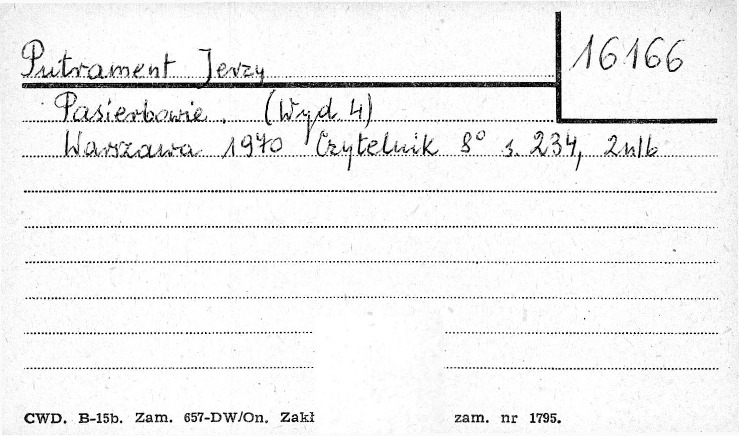 Putrament Jerzy
16166
Pasierbowie. (Wyd. 4)
Warszawa 1970 Czytelnik 8° s. 234, 2nlb
CWD. B-15b. Zam. 657-DW/On. Zakł zam. nr 1795.